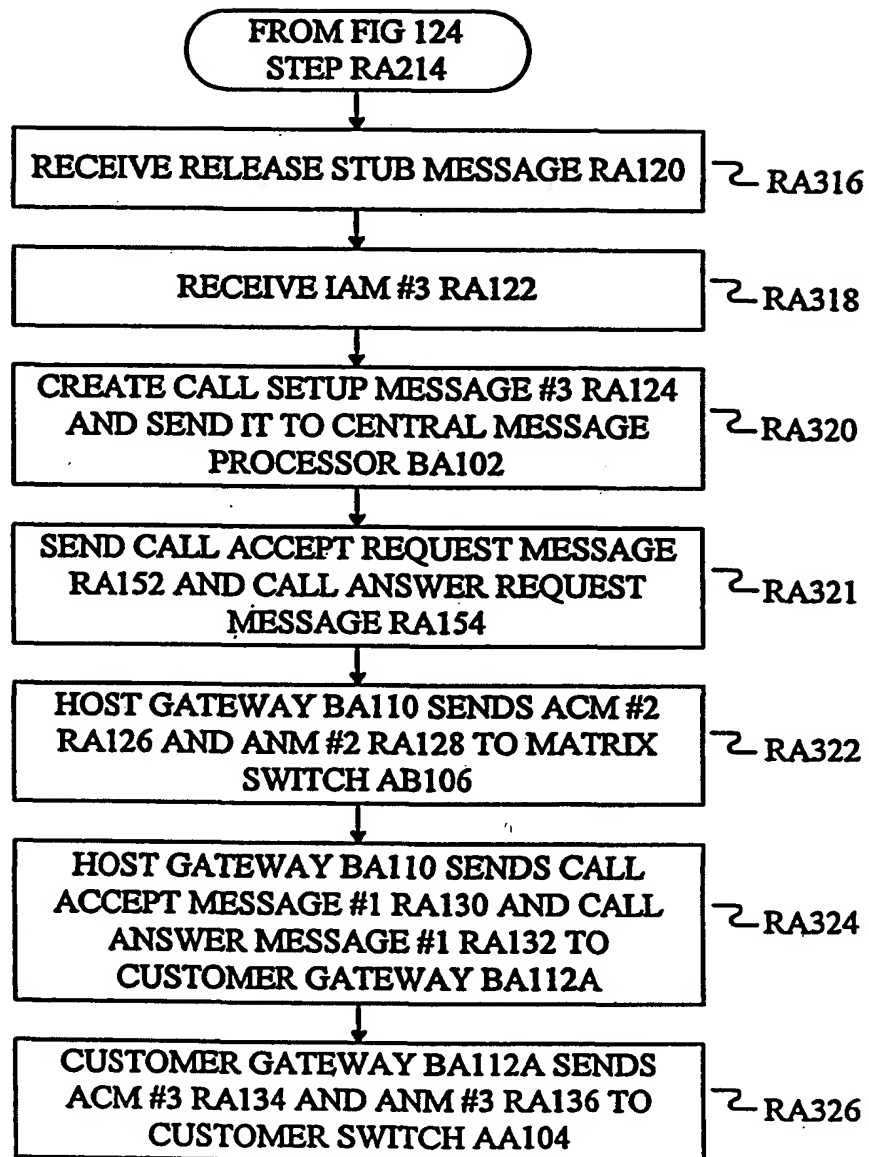 FROM FIG 124
STEP RA214
RECEIVE RELEASE STUB MESSAGE RA120
RA316
RECEIVE IAM #3 RA122
RA318
CREATE CALL SETUP MESSAGE #3 RA124
AND SEND IT TO CENTRAL MESSAGE
PROCESSOR BA102
RA320
SEND CALL ACCEPT REQUEST MESSAGE
RA152 AND CALL ANSWER REQUEST
MESSAGE RA154
RA321
HOST GATEWAY BA110 SENDS ACM #2
RA126 AND ANM #2 RA128 TO MATRIX
SWITCH AB106
RA322
HOST GATEWAY BA110 SENDS CALL
ACCEPT MESSAGE #1 RA130 AND CALL
ANSWER MESSAGE #1 RA132 TO
CUSTOMER GATEWAY BA112A
RA324
CUSTOMER GATEWAY BA112A SENDS
ACM #3 RA134 AND ANM #3 RA136 TO
CUSTOMER SWITCH AA104
RA326